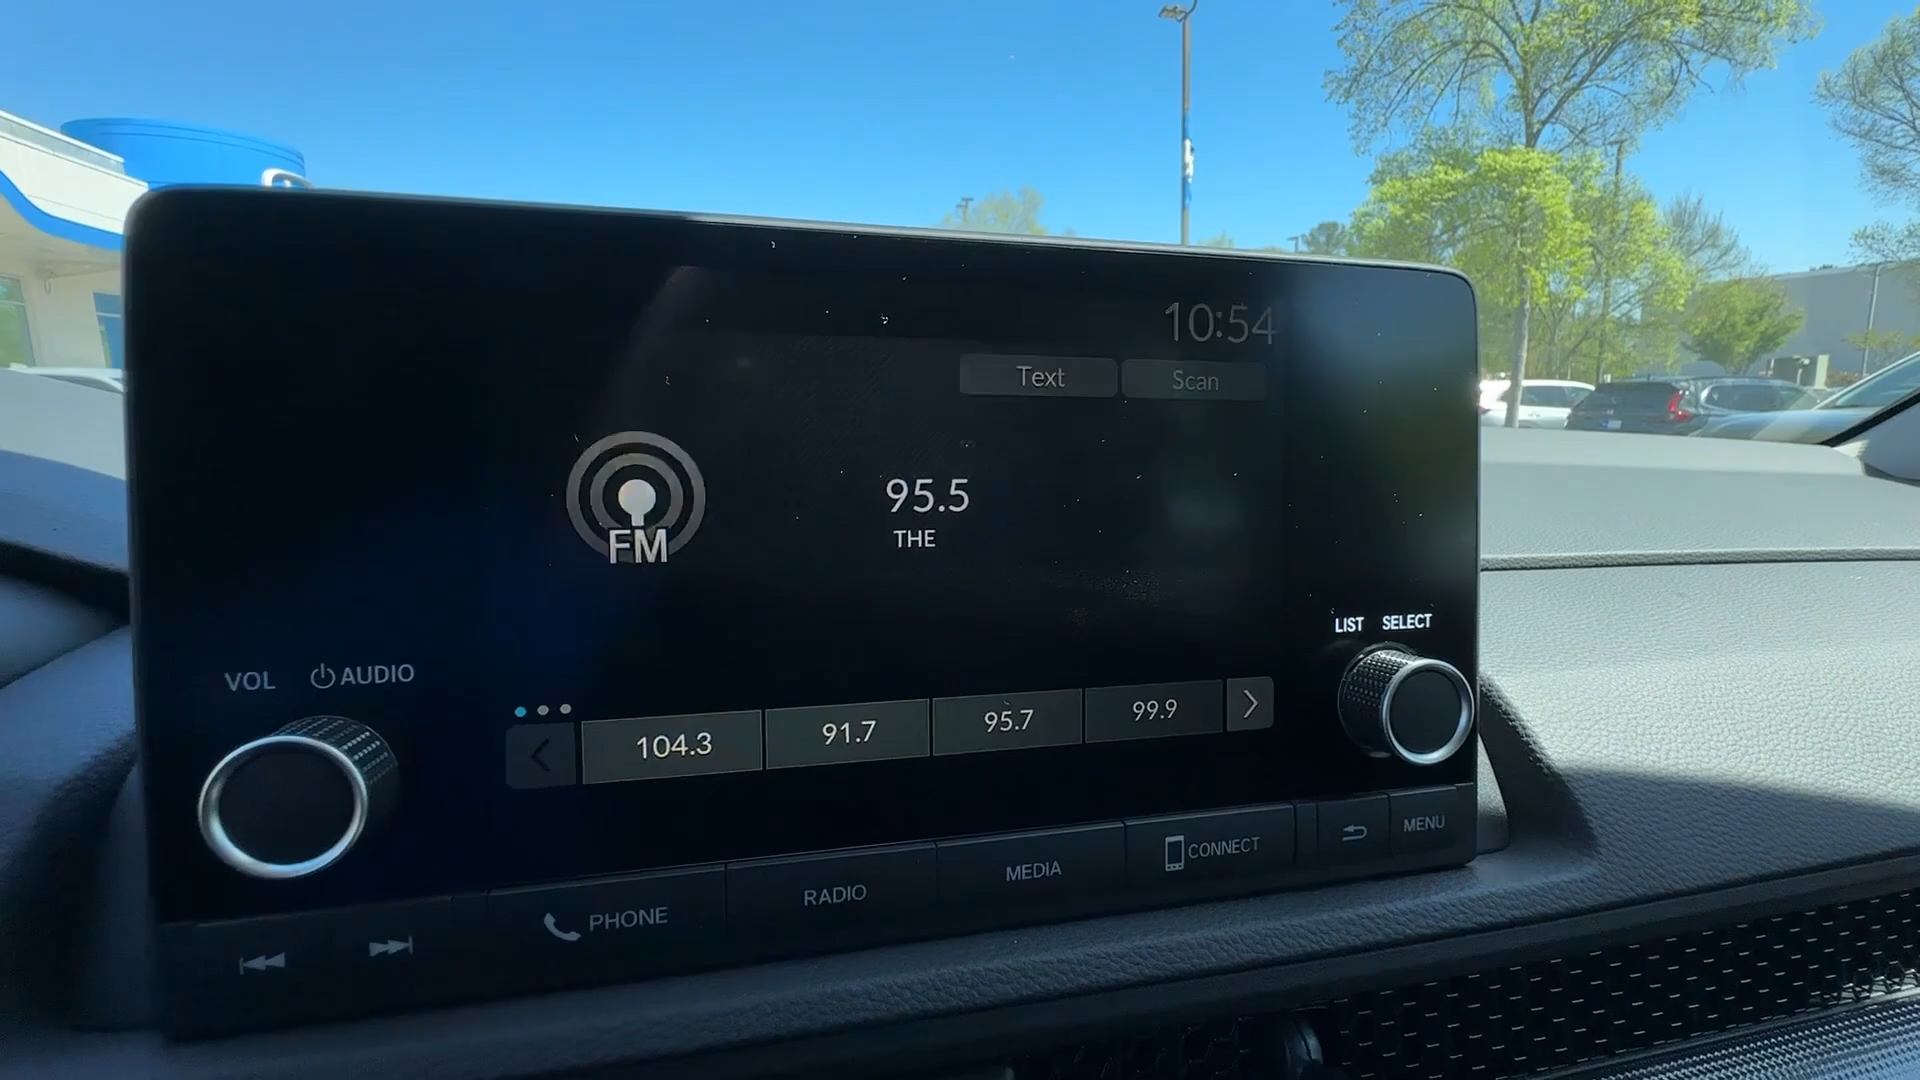 10:54
Text Scan
FM
95.5
THE
LIST SELECT
VOL AUDIO
104.3 91.7 95.7 99.9
PHONE RADIO MEDIA CONNECT MENU